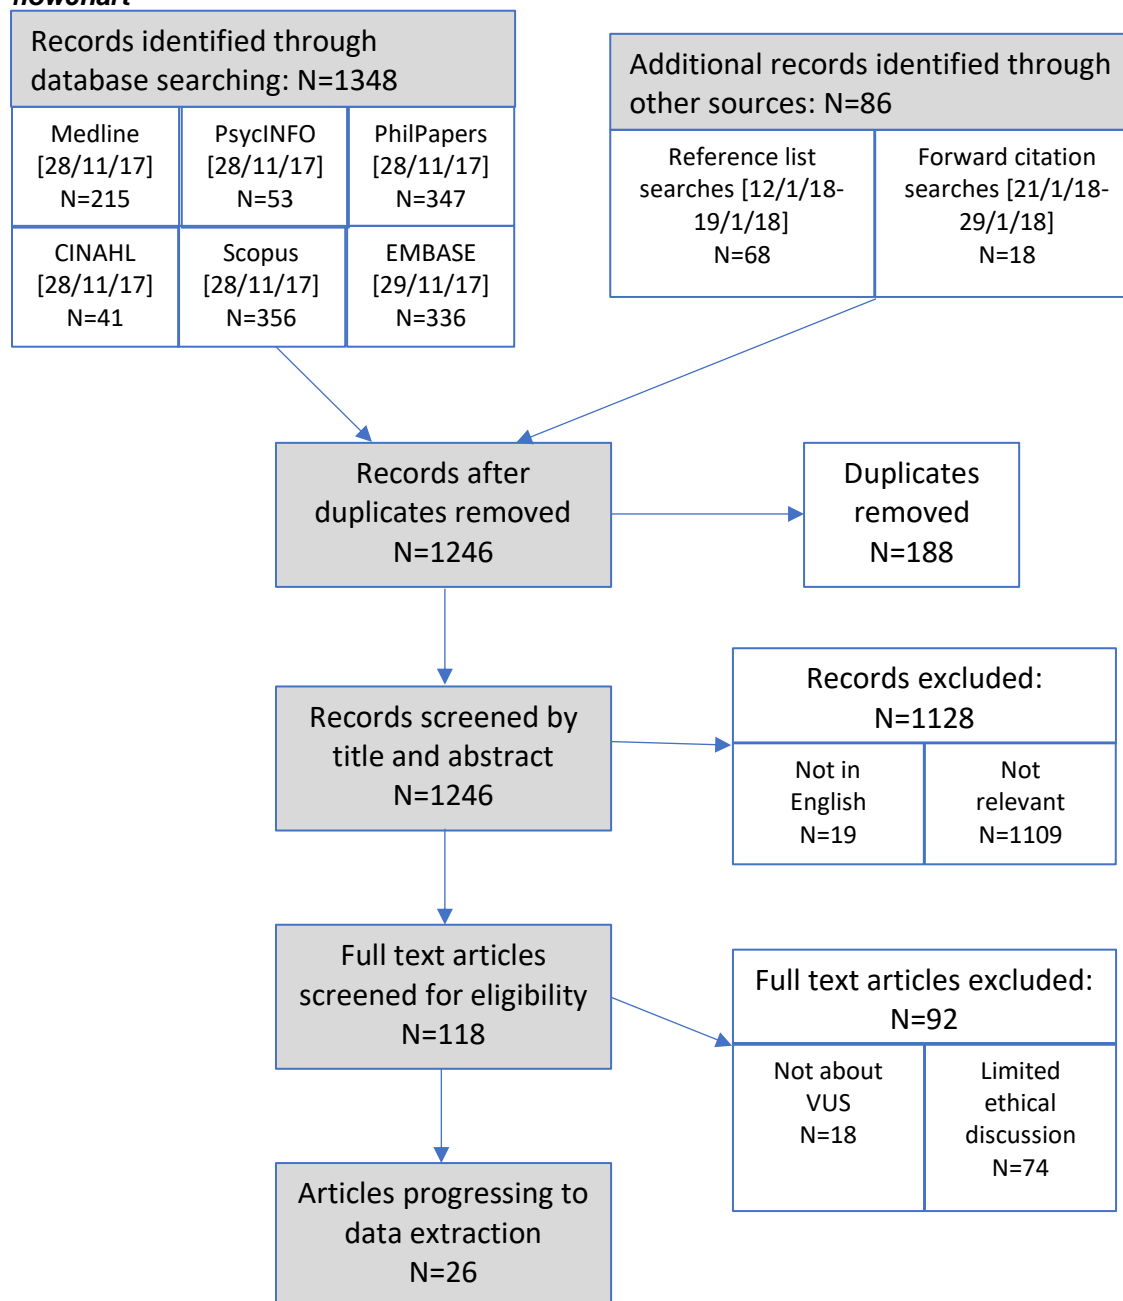 flowchart
Records identified through
database searching: N=1348
Medline
[28/11/17]
N=215
PsycINFO
[28/11/17]
N=53
PhilPapers
[28/11/17]
N=347
CINAHL
[28/11/17]
N=41
Scopus
[28/11/17]
N=356
EMBASE
[29/11/17]
N=336
Additional records identified through
other sources: N=86
Reference list
searches [12/1/18-
19/1/18]
N=68
Forward citation
searches [21/1/18-
29/1/18]
N=18
Records after
duplicates removed
N=1246
Duplicates
removed
N=188
Records screened by
title and abstract
N=1246
Records excluded:
N=1128
Not in
English
N=19
Not
relevant
N=1109
Full text articles
screened for eligibility
N=118
Full text articles excluded:
N=92
Not about
VUS
N=18
Limited
ethical
discussion
N=74
Articles progressing to
data extraction
N=26